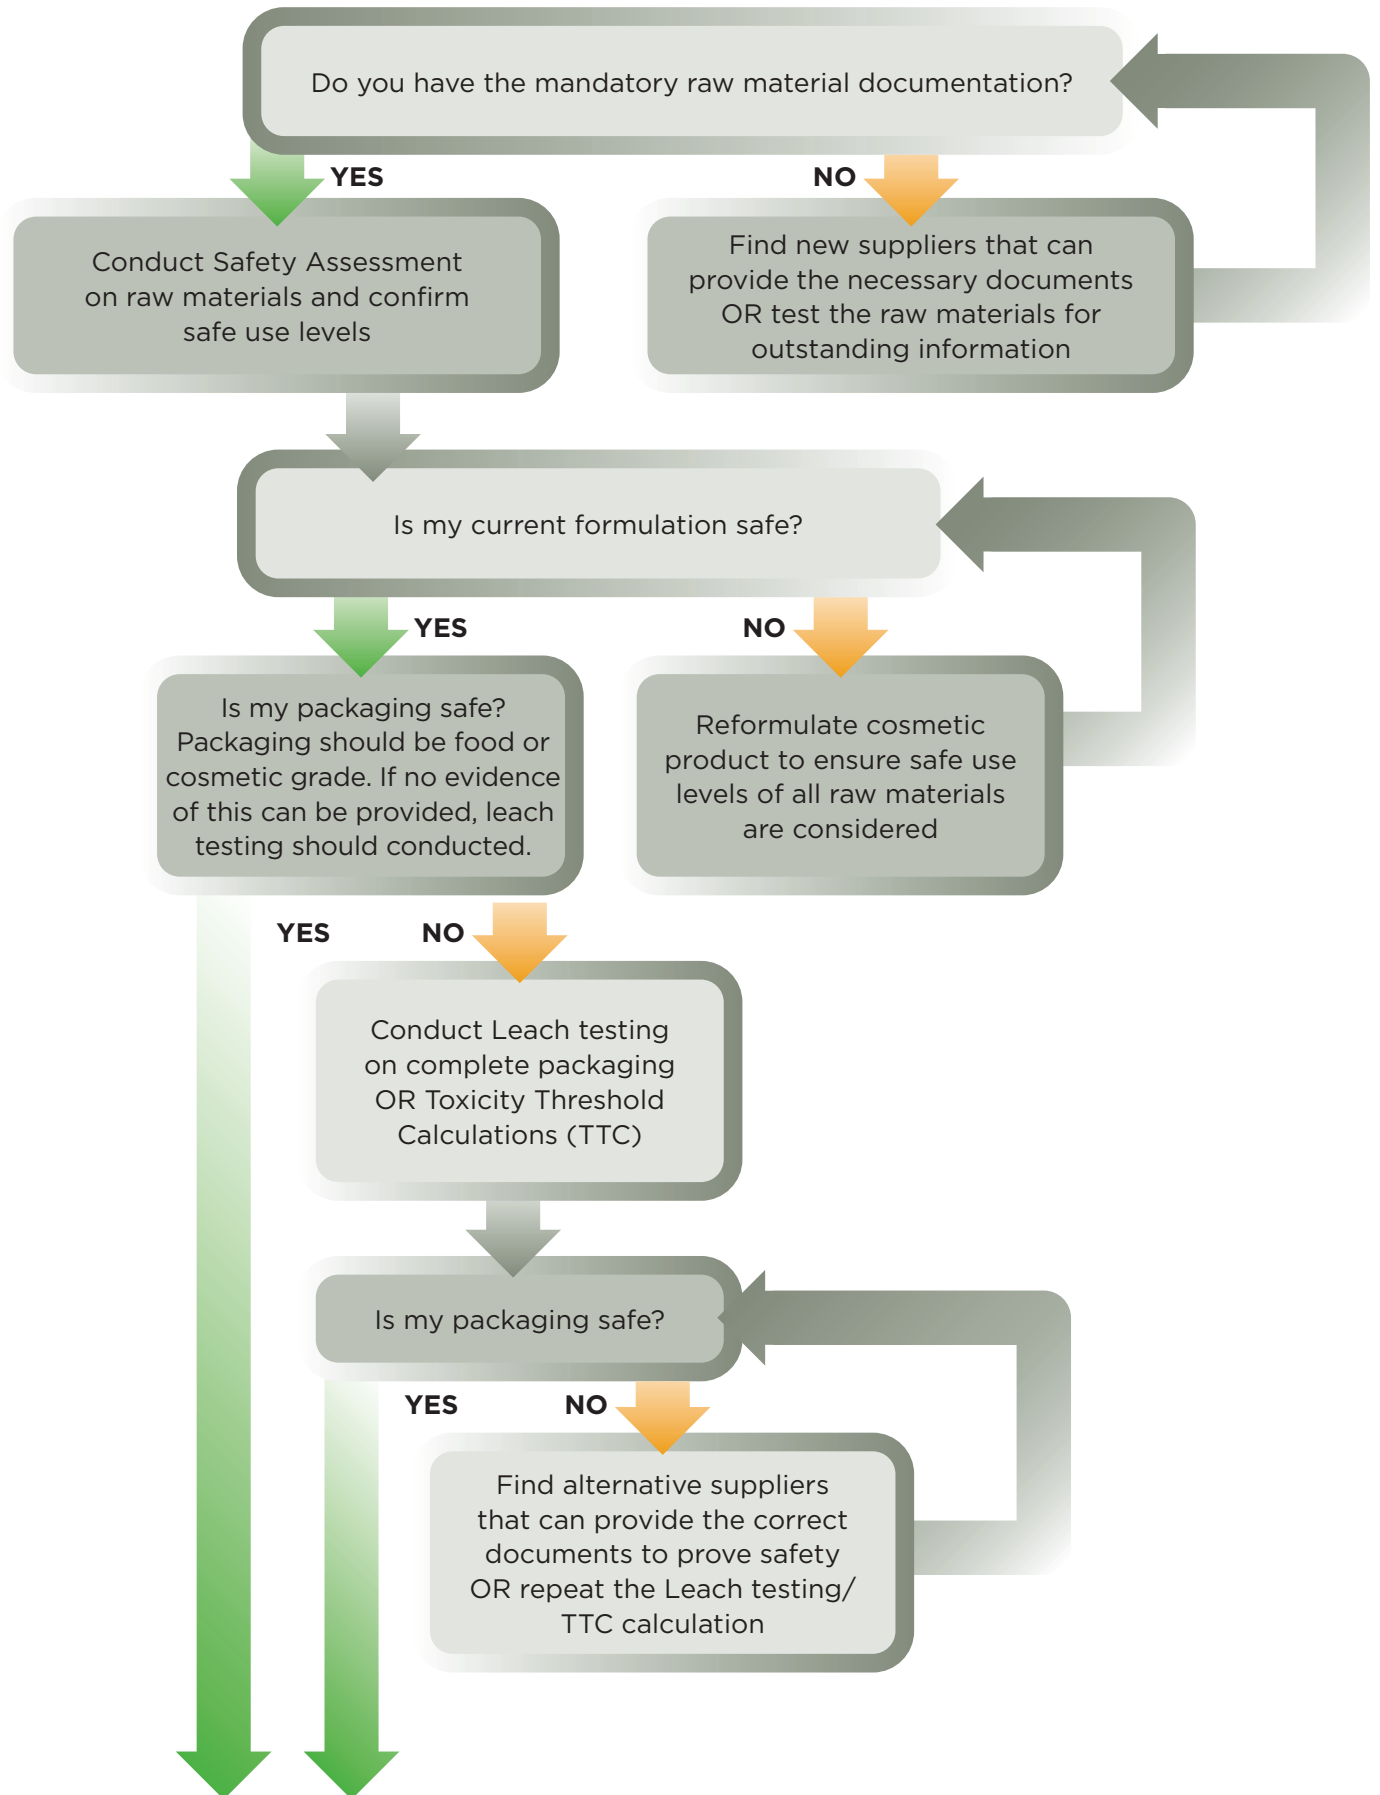 Do you have the mandatory raw material documentation?
YES
NO
Conduct Safety Assessment
on raw materials and confirm
safe use levels
Find new suppliers that can
provide the necessary documents
OR test the raw materials for
outstanding information
Is my current formulation safe?
YES
NO
Is my packaging safe?
Packaging should be food or
cosmetic grade. If no evidence
of this can be provided, leach
testing should conducted.
Reformulate cosmetic
product to ensure safe use
levels of all raw materials
are considered
YES
NO
Conduct Leach testing
on complete packaging
OR Toxicity Threshold
Calculations (TTC)
Is my packaging safe?
YES
NO
Find alternative suppliers
that can provide the correct
documents to prove safety
OR repeat the Leach testing/
TTC calculation